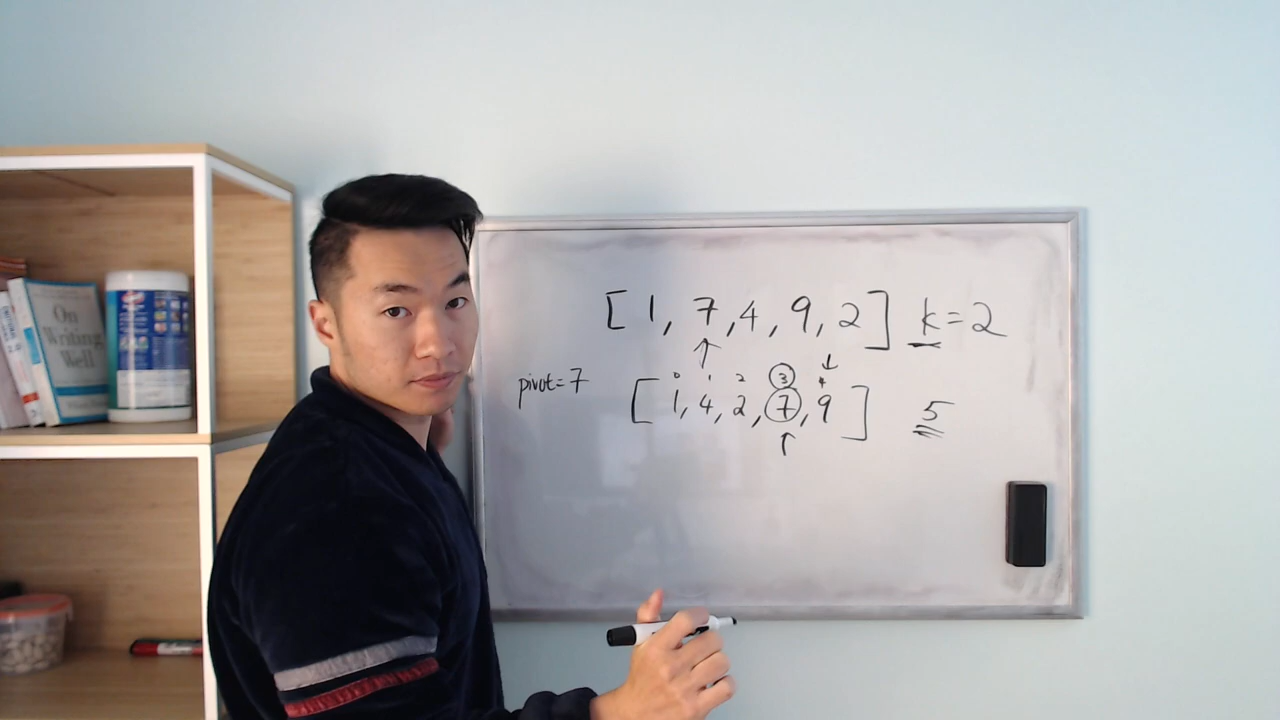 [1, 7, 4, 9, 2] k=2
pivot=7
0 1 2 3 4
[1, 4, 2, 7, 9] 5
On
Writing
Well